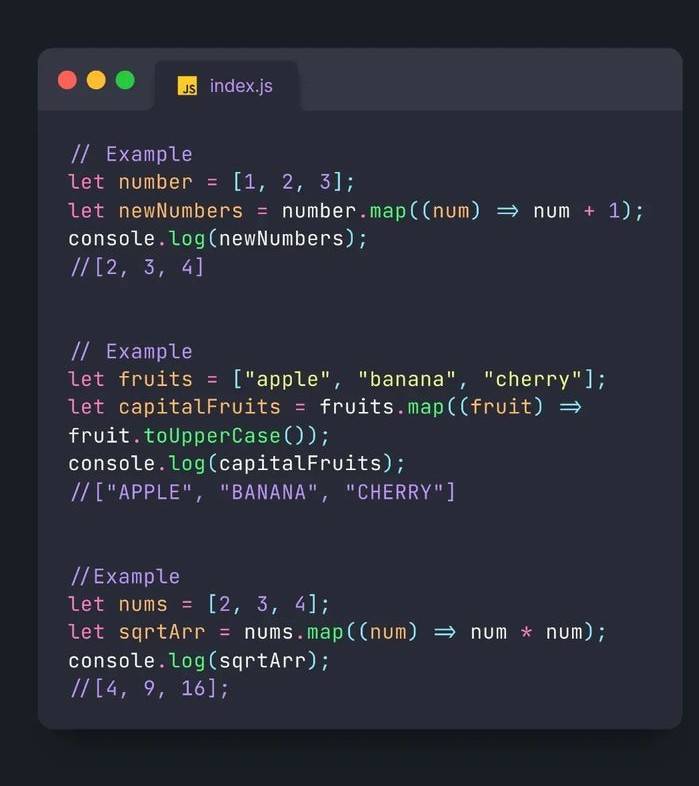 JS index.js
// Example
let number = [1, 2, 3];
let newNumbers = number.map((num) => num + 1);
console.log(newNumbers);
//[2, 3, 4]
// Example
let fruits = ["apple", "banana", "cherry"];
let capitalFruits = fruits.map((fruit) =>
fruit.toUpperCase());
console.log(capitalFruits);
//["APPLE", "BANANA", "CHERRY"]
//Example
let nums = [2, 3, 4];
let sqrtArr = nums.map((num) => num * num);
console.log(sqrtArr);
//[4, 9, 16];